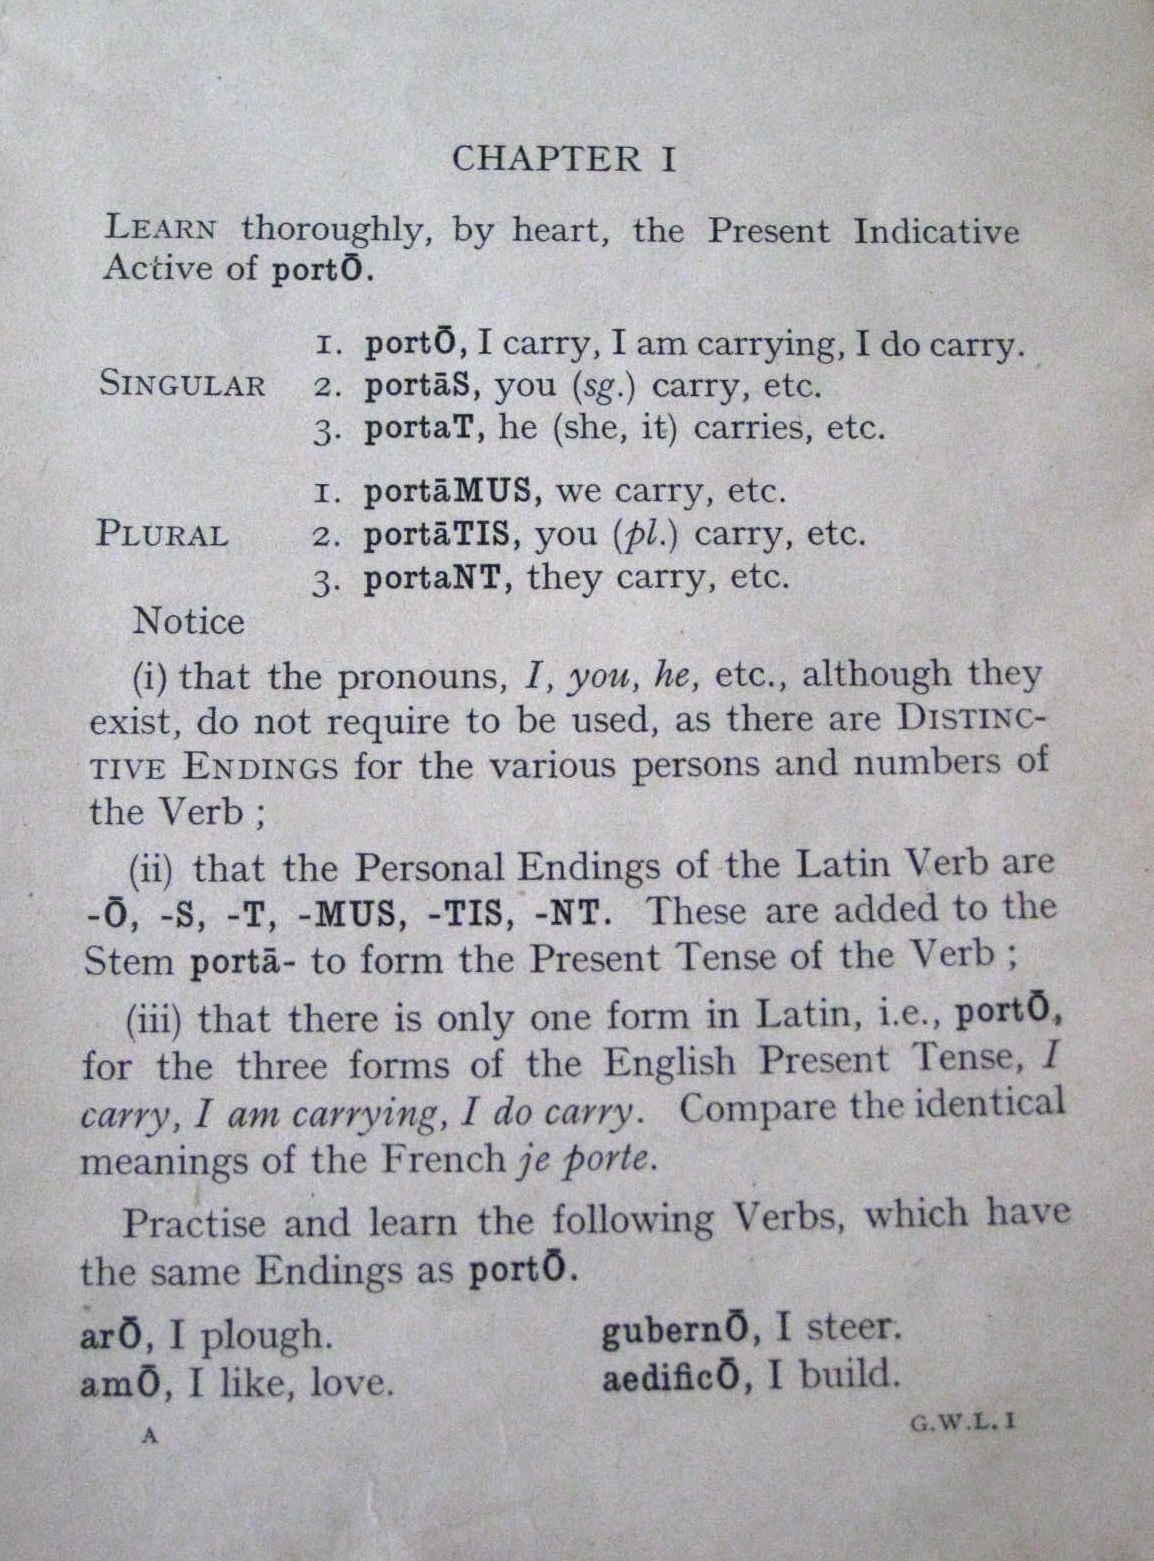 CHAPTER I
LEARN thoroughly, by heart, the Present Indicative
Active of portŌ.
1. portŌ, I carry, I am carrying, I do carry.
SINGULAR 2. portāS, you (sg.) carry, etc.
3. portaT, he (she, it) carries, etc.
1. portāMUS, we carry, etc.
PLURAL 2. portāTIS, you (pl.) carry, etc.
3. portaNT, they carry, etc.
Notice
(i) that the pronouns, I, you, he, etc., although they
exist, do not require to be used, as there are DISTINC-
TIVE ENDINGS for the various persons and numbers of
the Verb ;
(ii) that the Personal Endings of the Latin Verb are
-Ō, -S, -T, -MUS, -TIS, -NT. These are added to the
Stem portā- to form the Present Tense of the Verb ;
(iii) that there is only one form in Latin, i.e., portŌ,
for the three forms of the English Present Tense, I
carry, I am carrying, I do carry. Compare the identical
meanings of the French je porte.
Practise and learn the following Verbs, which have
the same Endings as portŌ.
arŌ, I plough. gubernŌ, I steer.
amŌ, I like, love. aedificŌ, I build.
A G.W.L. I